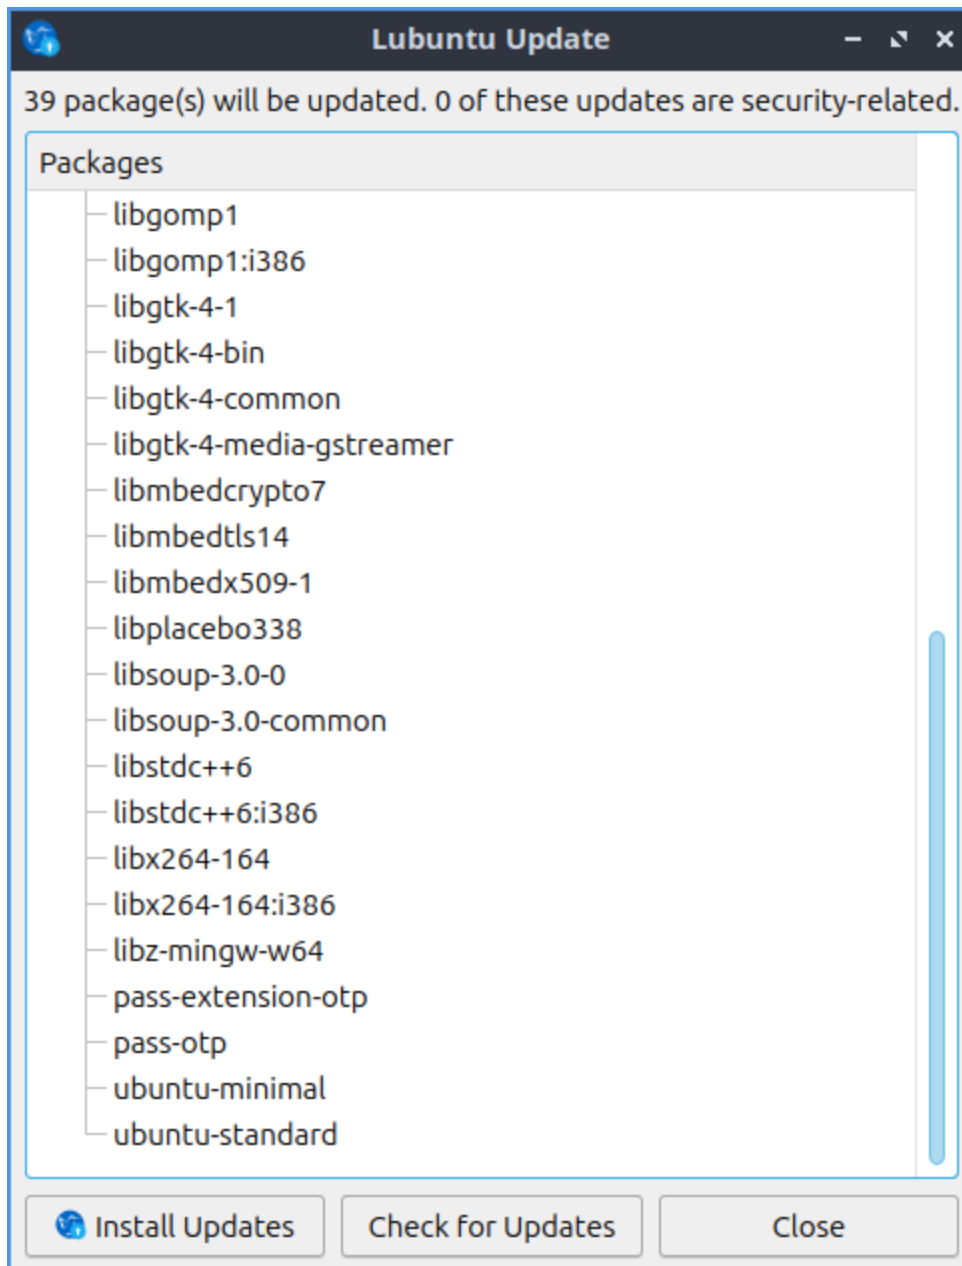 Lubuntu Update
39 package(s) will be updated. 0 of these updates are security-related.
Packages
libgomp1
libgomp1:i386
libgtk-4-1
libgtk-4-bin
libgtk-4-common
libgtk-4-media-gstreamer
libmbedcrypto7
libmbedtls14
libmbedx509-1
libplacebo338
libsoup-3.0-0
libsoup-3.0-common
libstdc++6
libstdc++6:i386
libx264-164
libx264-164:i386
libz-mingw-w64
pass-extension-otp
pass-otp
ubuntu-minimal
ubuntu-standard
Install Updates Check for Updates Close